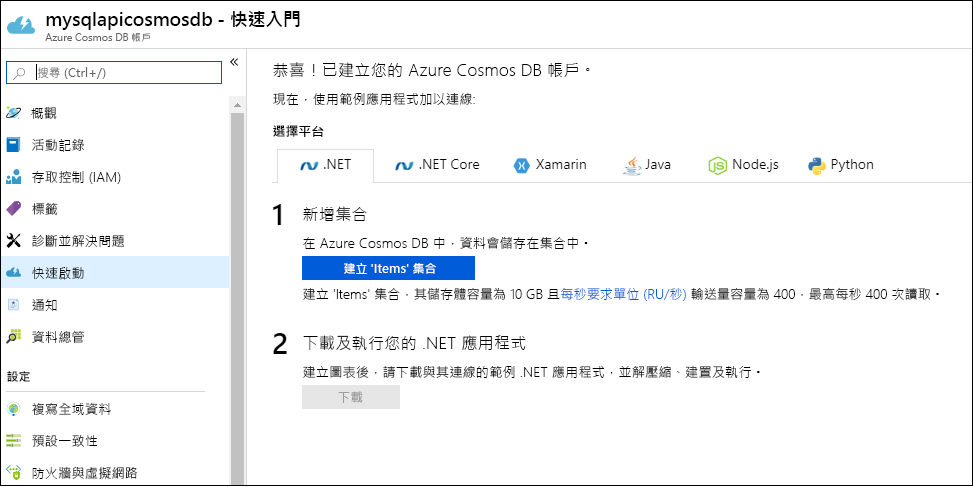 mysqlapicosmosdb - 快速入門
Azure Cosmos DB 帳戶
搜尋 (Ctrl+/)
概觀
活動記錄
存取控制 (IAM)
標籤
診斷並解決問題
快速啟動
通知
資料總管
設定
複寫全域資料
預設一致性
防火牆與虛擬網路
恭喜！已建立您的 Azure Cosmos DB 帳戶。
現在，使用範例應用程式加以連線:
選擇平台
.NET
.NET Core
Xamarin
Java
Node.js
Python
1 新增集合
在 Azure Cosmos DB 中，資料會儲存在集合中。
建立 'Items' 集合
建立 'Items' 集合，其儲存體容量為 10 GB 且每秒要求單位 (RU/秒) 輸送量容量為 400，最高每秒 400 次讀取。
2 下載及執行您的 .NET 應用程式
建立圖表後，請下載與其連線的範例 .NET 應用程式，並解壓縮、建置及執行。
下載